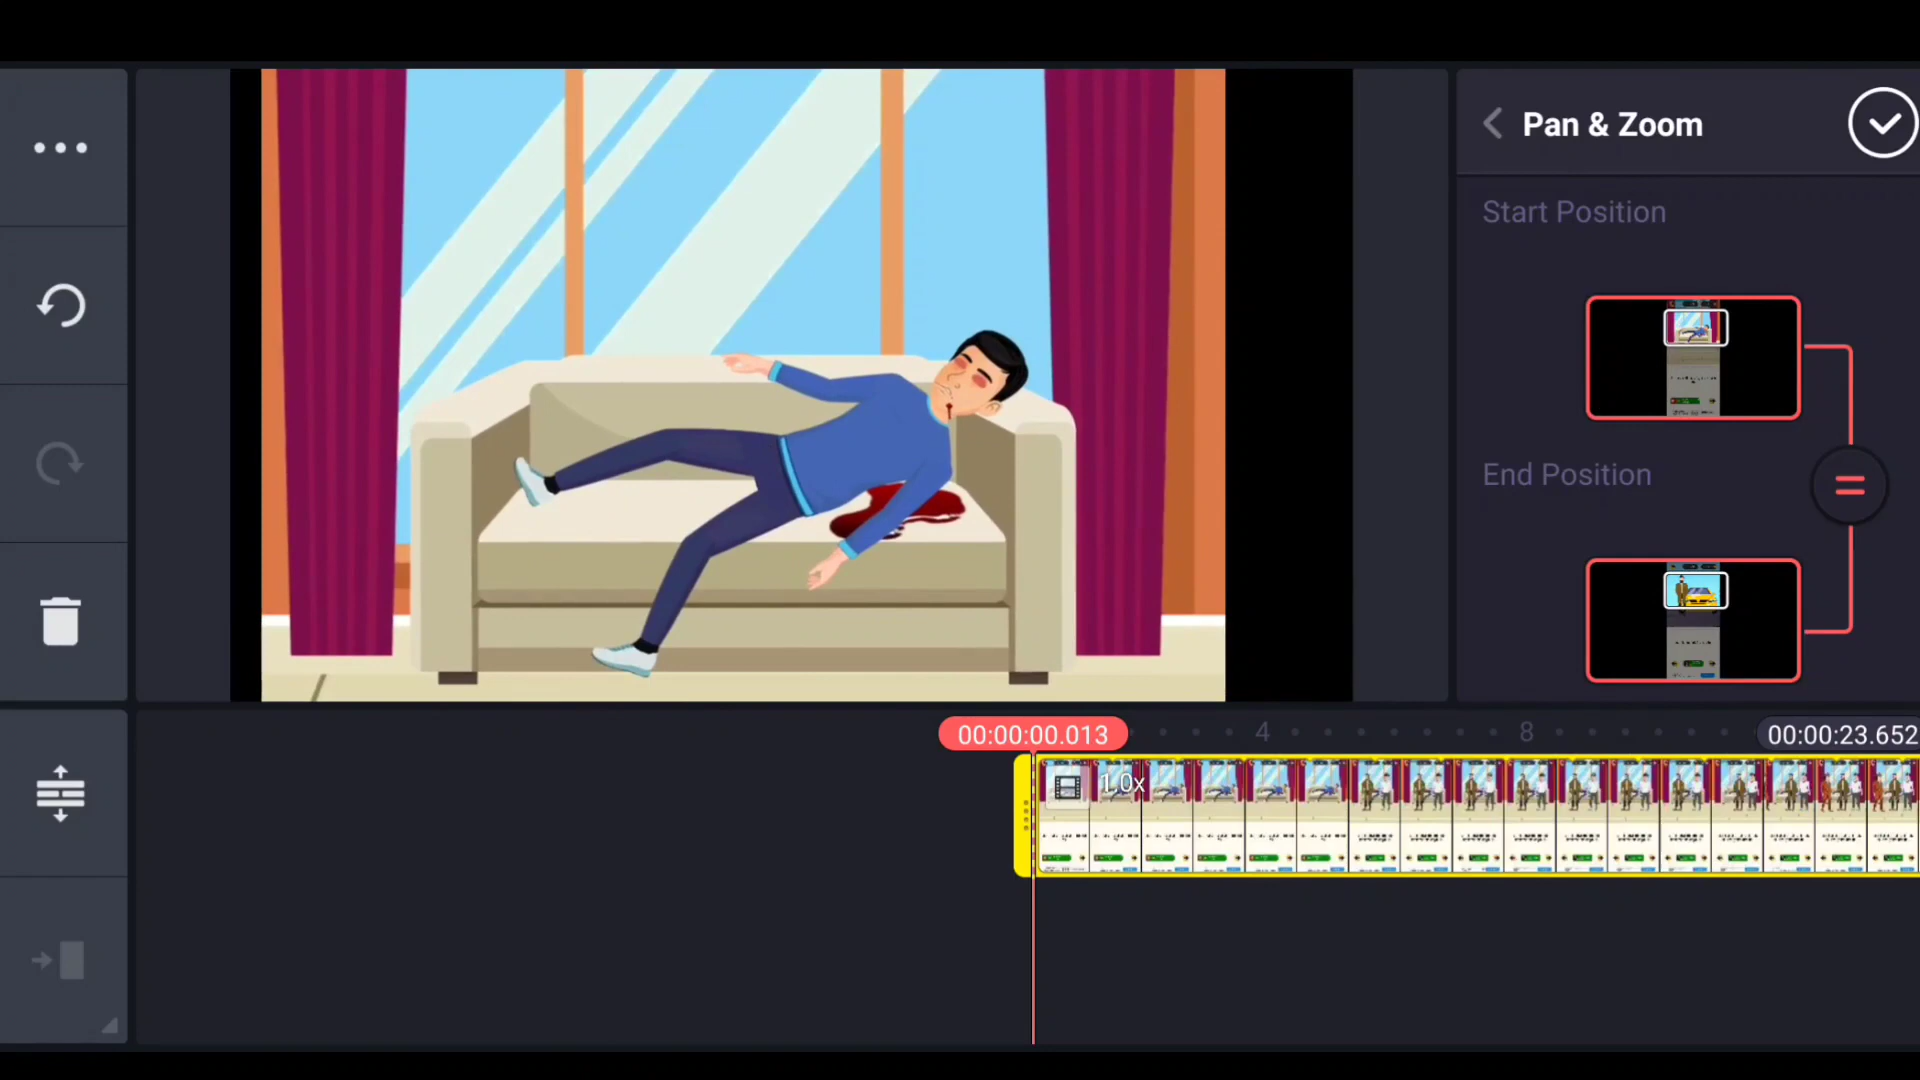 Pan & Zoom
Start Position
End Position
00:00:00.013
4
8
00:00:23.652
1.0x